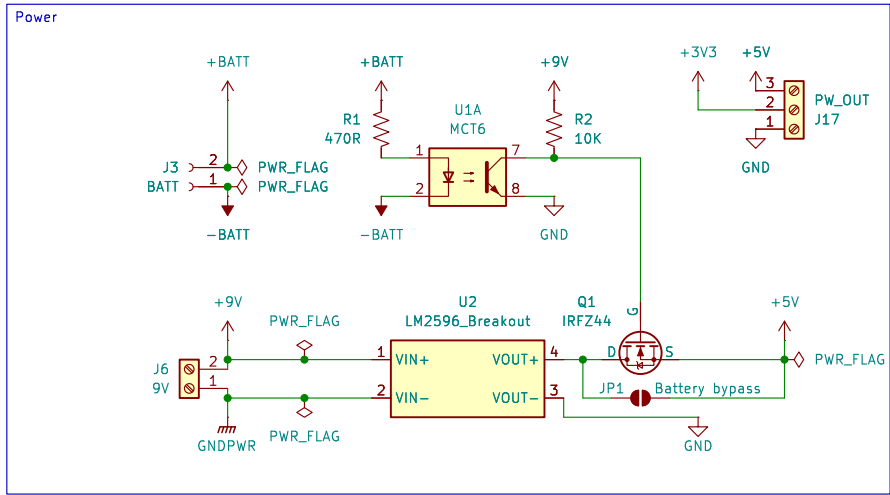 Power
+BATT
+BATT
+9V
+3V3
+5V
U1A
MCT6
R1
470R
R2
10K
3
2
1
PW_OUT
J17
GND
J3
BATT
2
1
PWR_FLAG
PWR_FLAG
-BATT
1
2
7
8
-BATT
GND
+9V
PWR_FLAG
U2
LM2596_Breakout
Q1
IRFZ44
G
D
S
+5V
J6
9V
2
1
1
2
VIN+
VIN-
VOUT+
VOUT-
4
3
PWR_FLAG
JP1
Battery bypass
GNDPWR
PWR_FLAG
GND